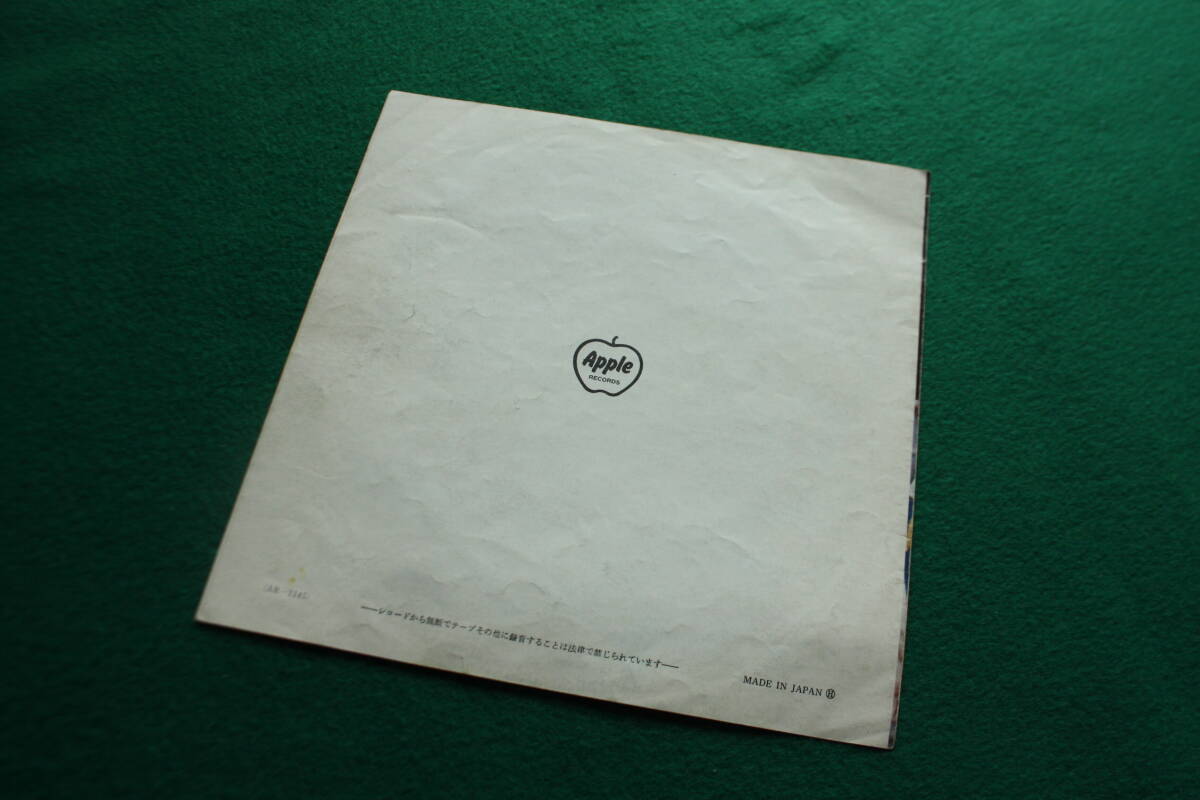 Apple
RECORDS
――レコードから無断でテープその他に録音することは法律で禁じられています――
MADE IN JAPAN Ⓗ